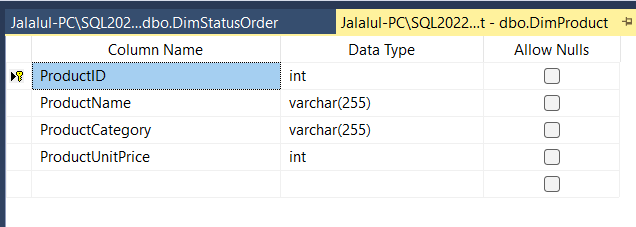 Jalalul-PC\SQL202...dbo.DimStatusOrder Jalalul-PC\SQL2022...t - dbo.DimProduct
Column Name Data Type Allow Nulls
ProductID int
ProductName varchar(255)
ProductCategory varchar(255)
ProductUnitPrice int